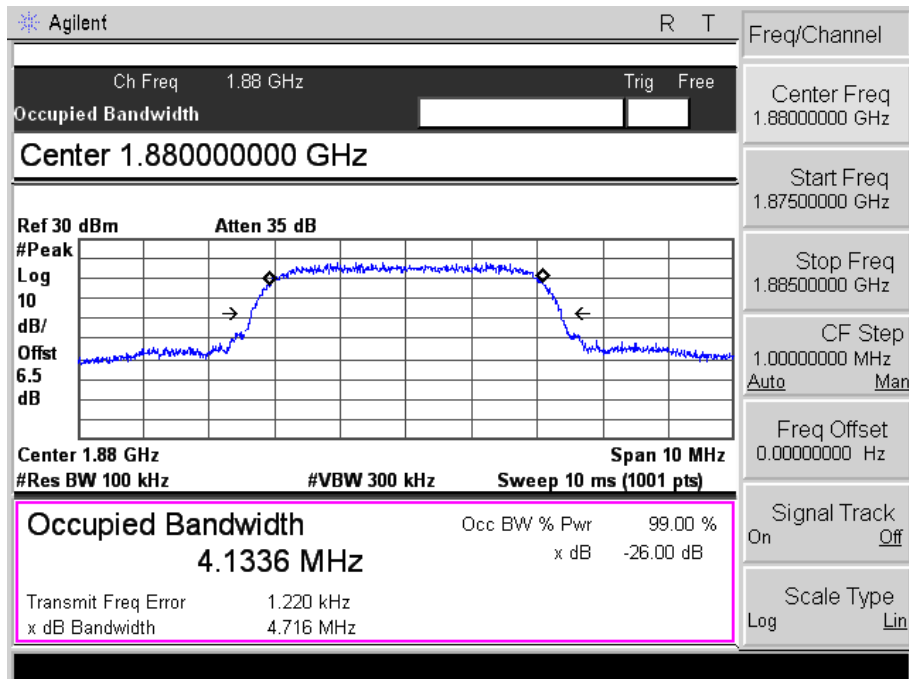 Agilent R T
Ch Freq 1.88 GHz Trig Free
Occupied Bandwidth
Center 1.880000000 GHz
Ref 30 dBm Atten 35 dB
#Peak
Log
10
dB/
Offst
6.5
dB
Center 1.88 GHz Span 10 MHz
#Res BW 100 kHz #VBW 300 kHz Sweep 10 ms (1001 pts)
Occupied Bandwidth
4.1336 MHz
Occ BW % Pwr 99.00 %
x dB -26.00 dB
Transmit Freq Error 1.220 kHz
x dB Bandwidth 4.716 MHz
Freq/Channel
Center Freq
1.88000000 GHz
Start Freq
1.87500000 GHz
Stop Freq
1.88500000 GHz
CF Step
1.00000000 MHz
Auto Man
Freq Offset
0.00000000 Hz
Signal Track
On Off
Scale Type
Log Lin